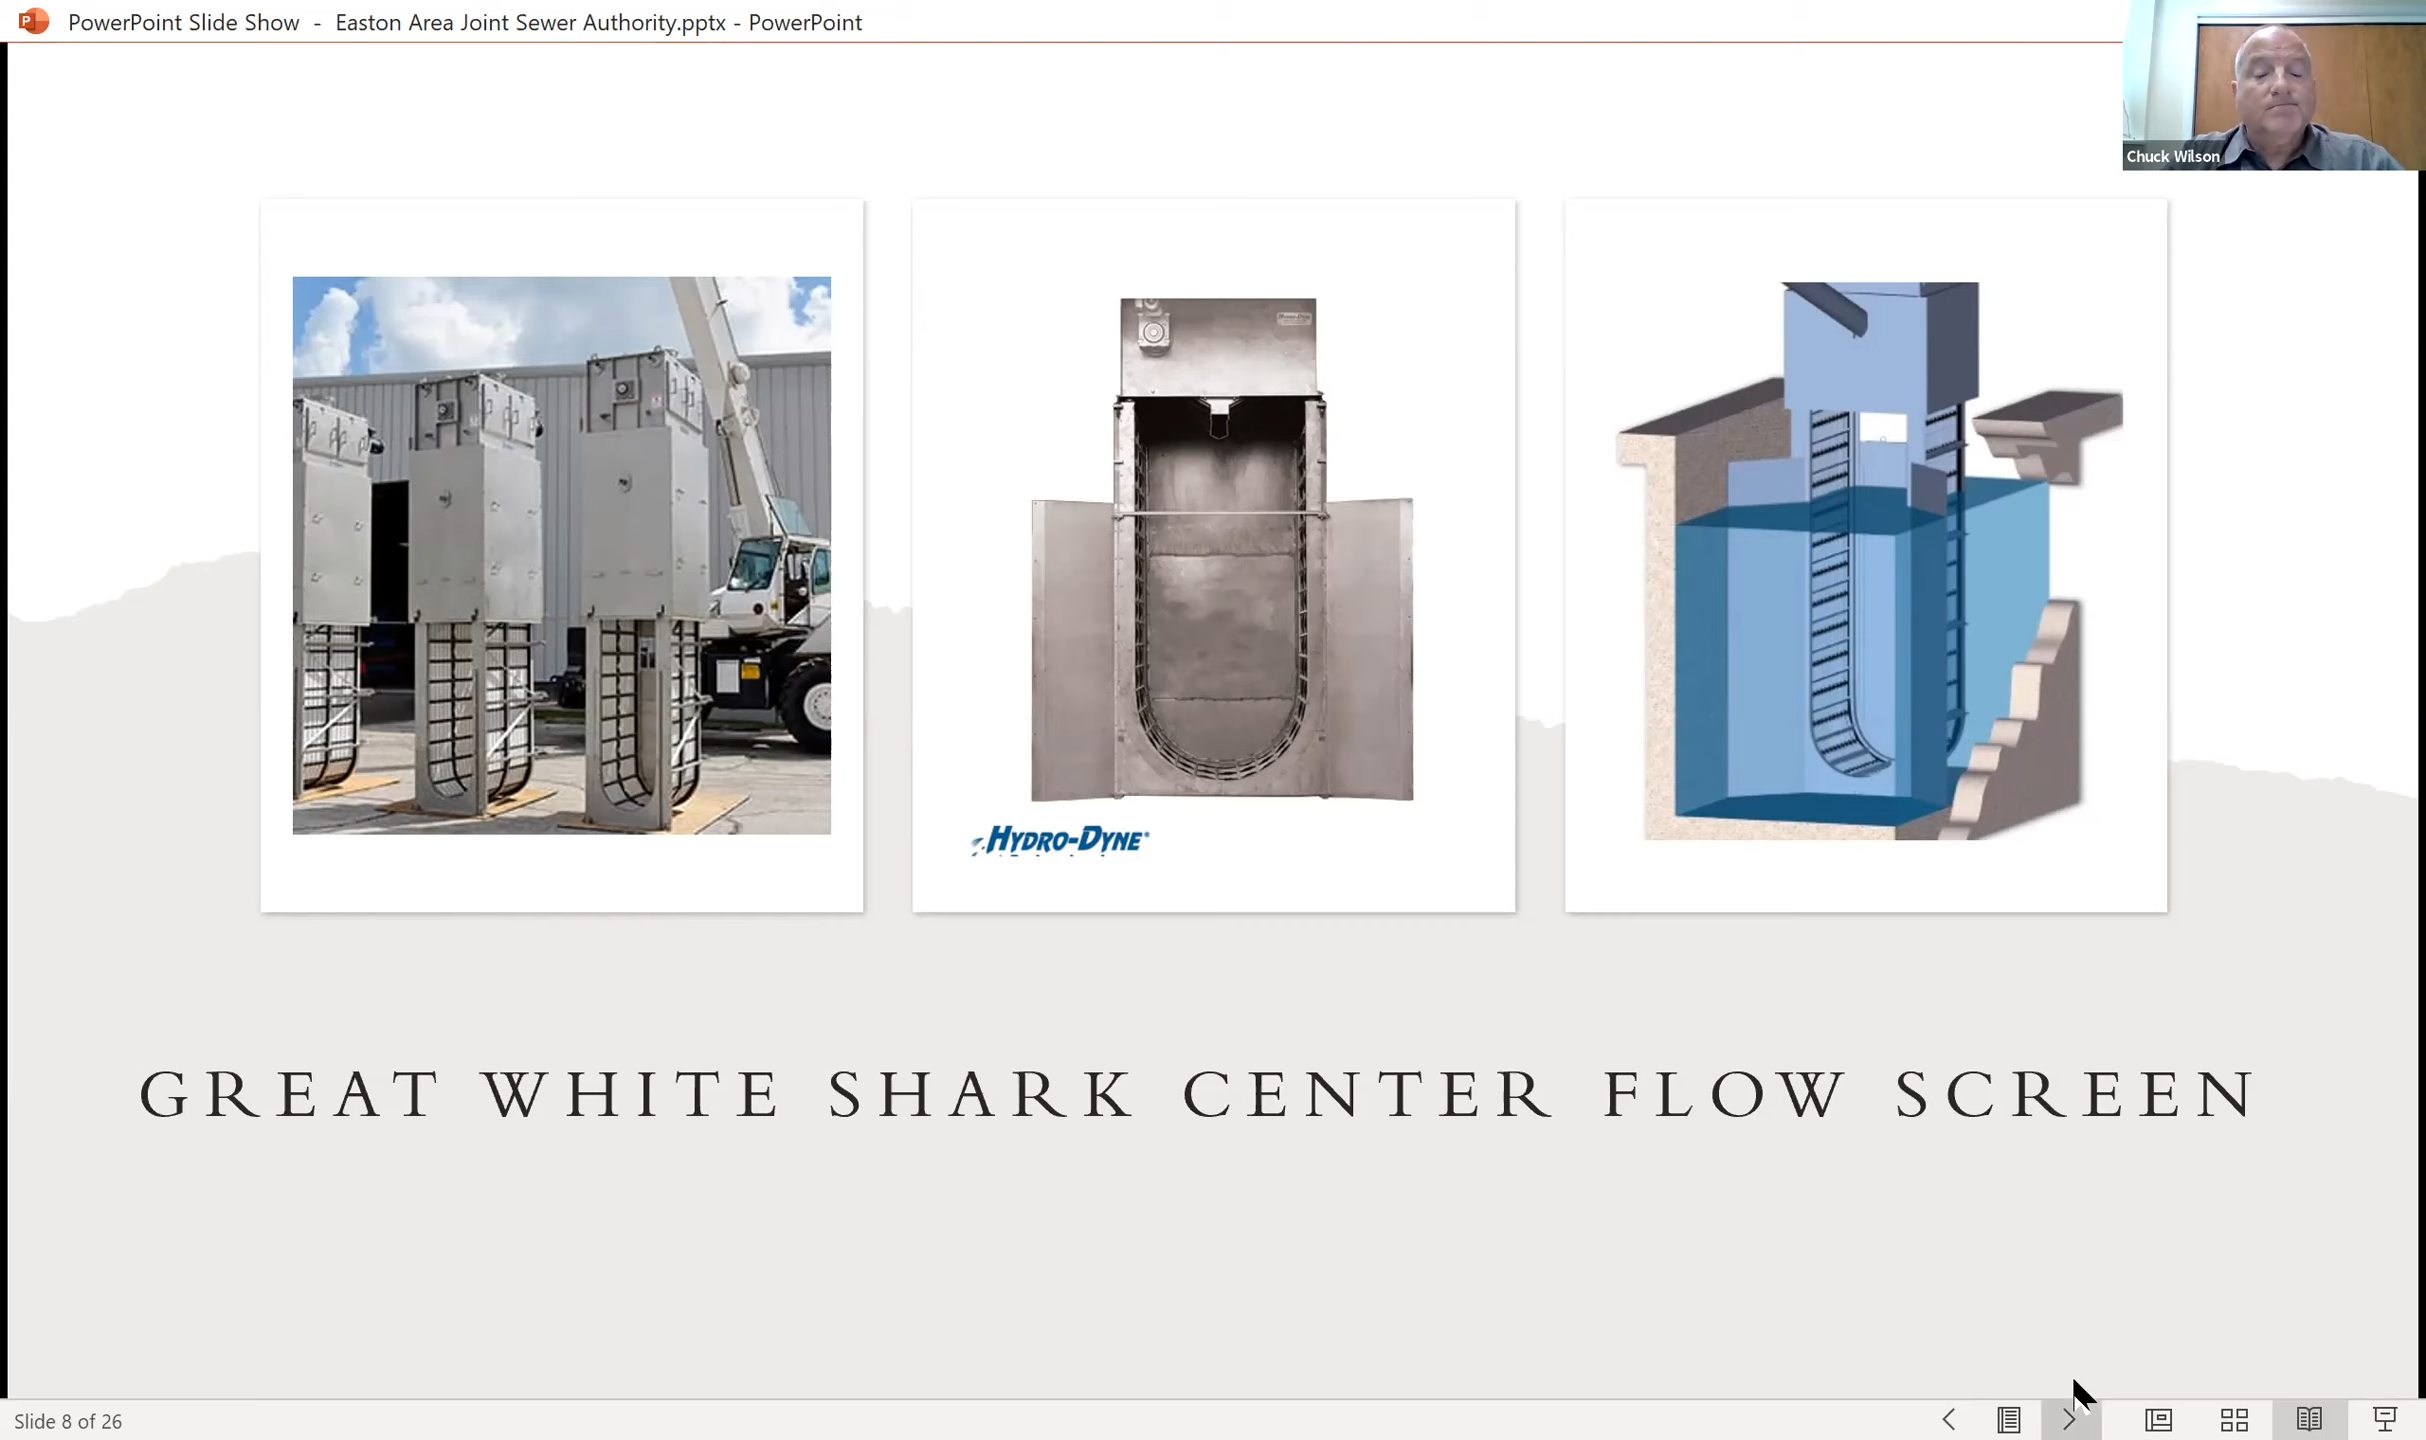 PowerPoint Slide Show - Easton Area Joint Sewer Authority.pptx - PowerPoint
Chuck Wilson
HYDRO-DYNE
GREAT WHITE SHARK CENTER FLOW SCREEN
Slide 8 of 26